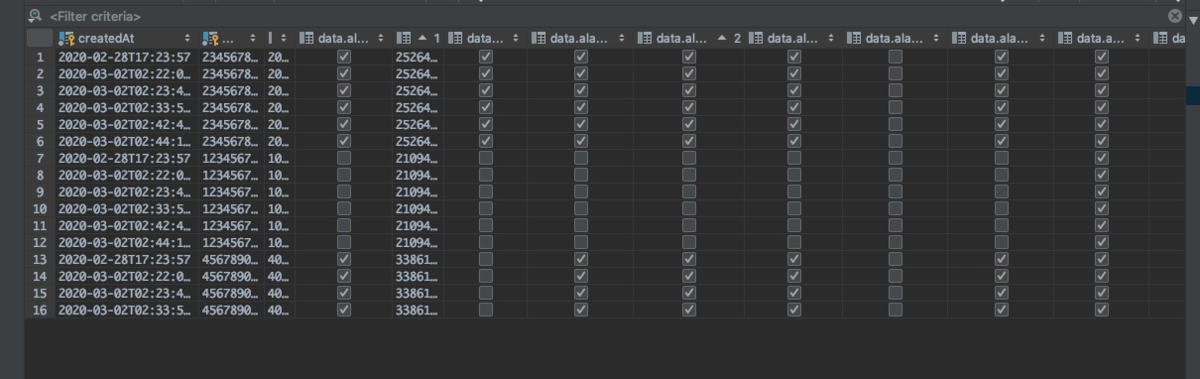 <Filter criteria>
createdAt ... data.al... 1 data... data.ala... data.al... 2 data.al... data.ala... data.ala... data.a... da
1 2020-02-28T17:23:57 2345678... 20... 25264...
2 2020-03-02T02:22:0... 2345678... 20... 25264...
3 2020-03-02T02:23:4... 2345678... 20... 25264...
4 2020-03-02T02:33:5... 2345678... 20... 25264...
5 2020-03-02T02:42:4... 2345678... 20... 25264...
6 2020-03-02T02:44:1... 2345678... 20... 25264...
7 2020-02-28T17:23:57 1234567... 10... 21094...
8 2020-03-02T02:22:0... 1234567... 10... 21094...
9 2020-03-02T02:23:4... 1234567... 10... 21094...
10 2020-03-02T02:33:5... 1234567... 10... 21094...
11 2020-03-02T02:42:4... 1234567... 10... 21094...
12 2020-03-02T02:44:1... 1234567... 10... 21094...
13 2020-02-28T17:23:57 4567890... 40... 33861...
14 2020-03-02T02:22:0... 4567890... 40... 33861...
15 2020-03-02T02:23:4... 4567890... 40... 33861...
16 2020-03-02T02:33:5... 4567890... 40... 33861...